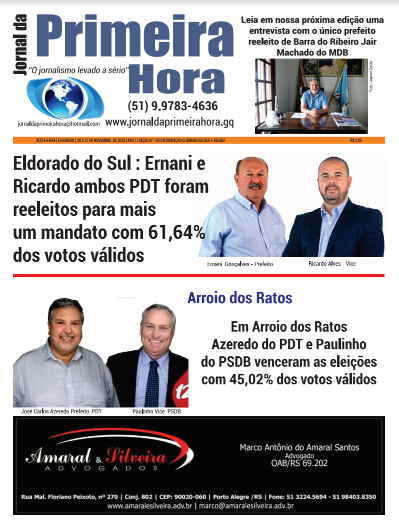 Jornal da
Primeira
Hora
"O jornalismo levado a sério"
(51) 9,9783-4636
jornaldaprimeirahora@hotmail.com
www.jornaldaprimeirahora.gq
Leia em nossa próxima edição uma
entrevista com o único prefeito
reeleito de Barra do Ribeiro Jair
Machado do MDB
Eldorado do Sul : Ernani e
Ricardo ambos PDT foram
reeleitos para mais
um mandato com 61,64%
dos votos válidos
Ernani Gonçalves - Prefeito
Ricardo Alves Vice
Arroio dos Ratos
Em Arroio dos Ratos
Azeredo do PDT e Paulinho
do PSDB venceram as eleições
com 45,02% dos votos válidos
12
José Carlos Azeredo Prefeito PDT
Paulinho Vice PSDB
Amaral & Silveira
ADVOGADOS
Marco Antônio do Amaral Santos
Advogado
OAB/RS 69.202
Rua Mal. Floriano Peixoto, nº 270 | Conj. 802 | CEP: 90020-060 | Porto Alegre /RS | Fone: 51 3224.5694 - 51 98403.8350
www.amaralesilveira.adv.br | marco@amaralesilveira.adv.br